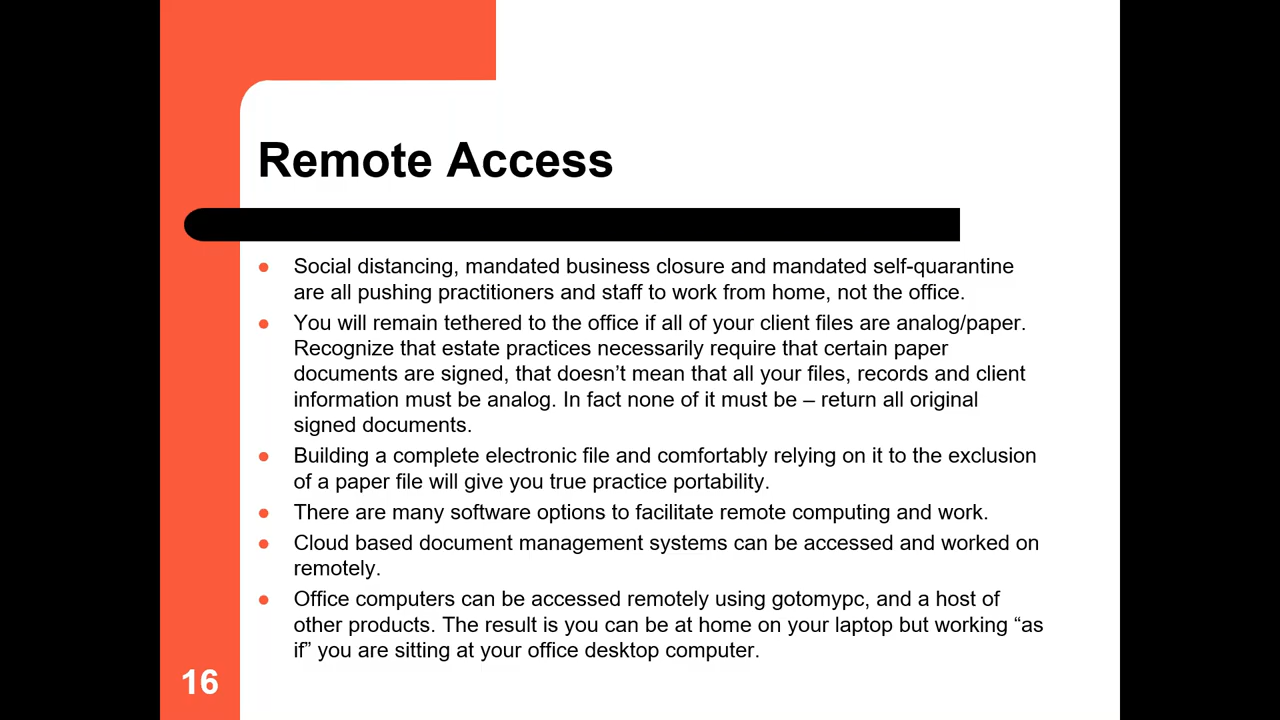 Remote Access
● Social distancing, mandated business closure and mandated self-quarantine
are all pushing practitioners and staff to work from home, not the office.
● You will remain tethered to the office if all of your client files are analog/paper.
Recognize that estate practices necessarily require that certain paper
documents are signed, that doesn’t mean that all your files, records and client
information must be analog. In fact none of it must be – return all original
signed documents.
● Building a complete electronic file and comfortably relying on it to the exclusion
of a paper file will give you true practice portability.
● There are many software options to facilitate remote computing and work.
● Cloud based document management systems can be accessed and worked on
remotely.
● Office computers can be accessed remotely using gotomypc, and a host of
other products. The result is you can be at home on your laptop but working “as
if” you are sitting at your office desktop computer.
16